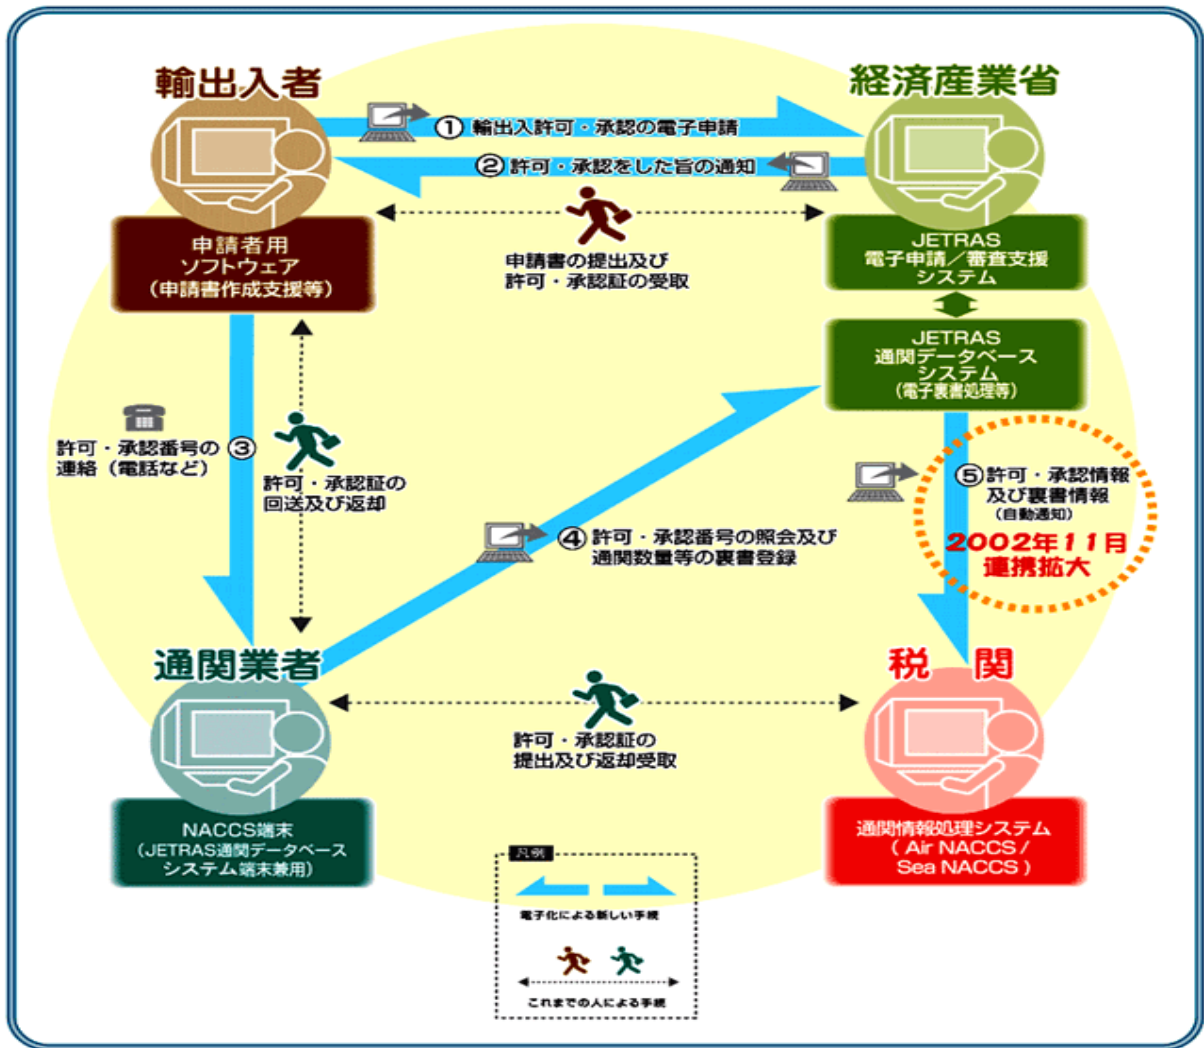 輸出入者
経済産業省
① 輸出入許可・承認の電子申請
② 許可・承認をした旨の通知
申請者用
ソフトウェア
（申請書作成支援等）
申請書の提出及び
許可・承認証の受取
JETRAS
電子申請／審査支援
システム
JETRAS
通関データベース
システム
（電子裏書処理等）
許可・承認番号の ③
連絡（電話など）
許可・承認証の
回送及び返却
④ 許可・承認番号の照会及び
通関数量等の裏書登録
⑤ 許可・承認情報
及び裏書情報
（自動通知）
2002年11月
連携拡大
通関業者
税 関
許可・承認証の
提出及び返却受取
NACCS端末
（JETRAS通関データベース
システム端末兼用）
通関情報処理システム
（ Air NACCS /
Sea NACCS ）
凡例
電子化による新しい手続
これまでの人による手続